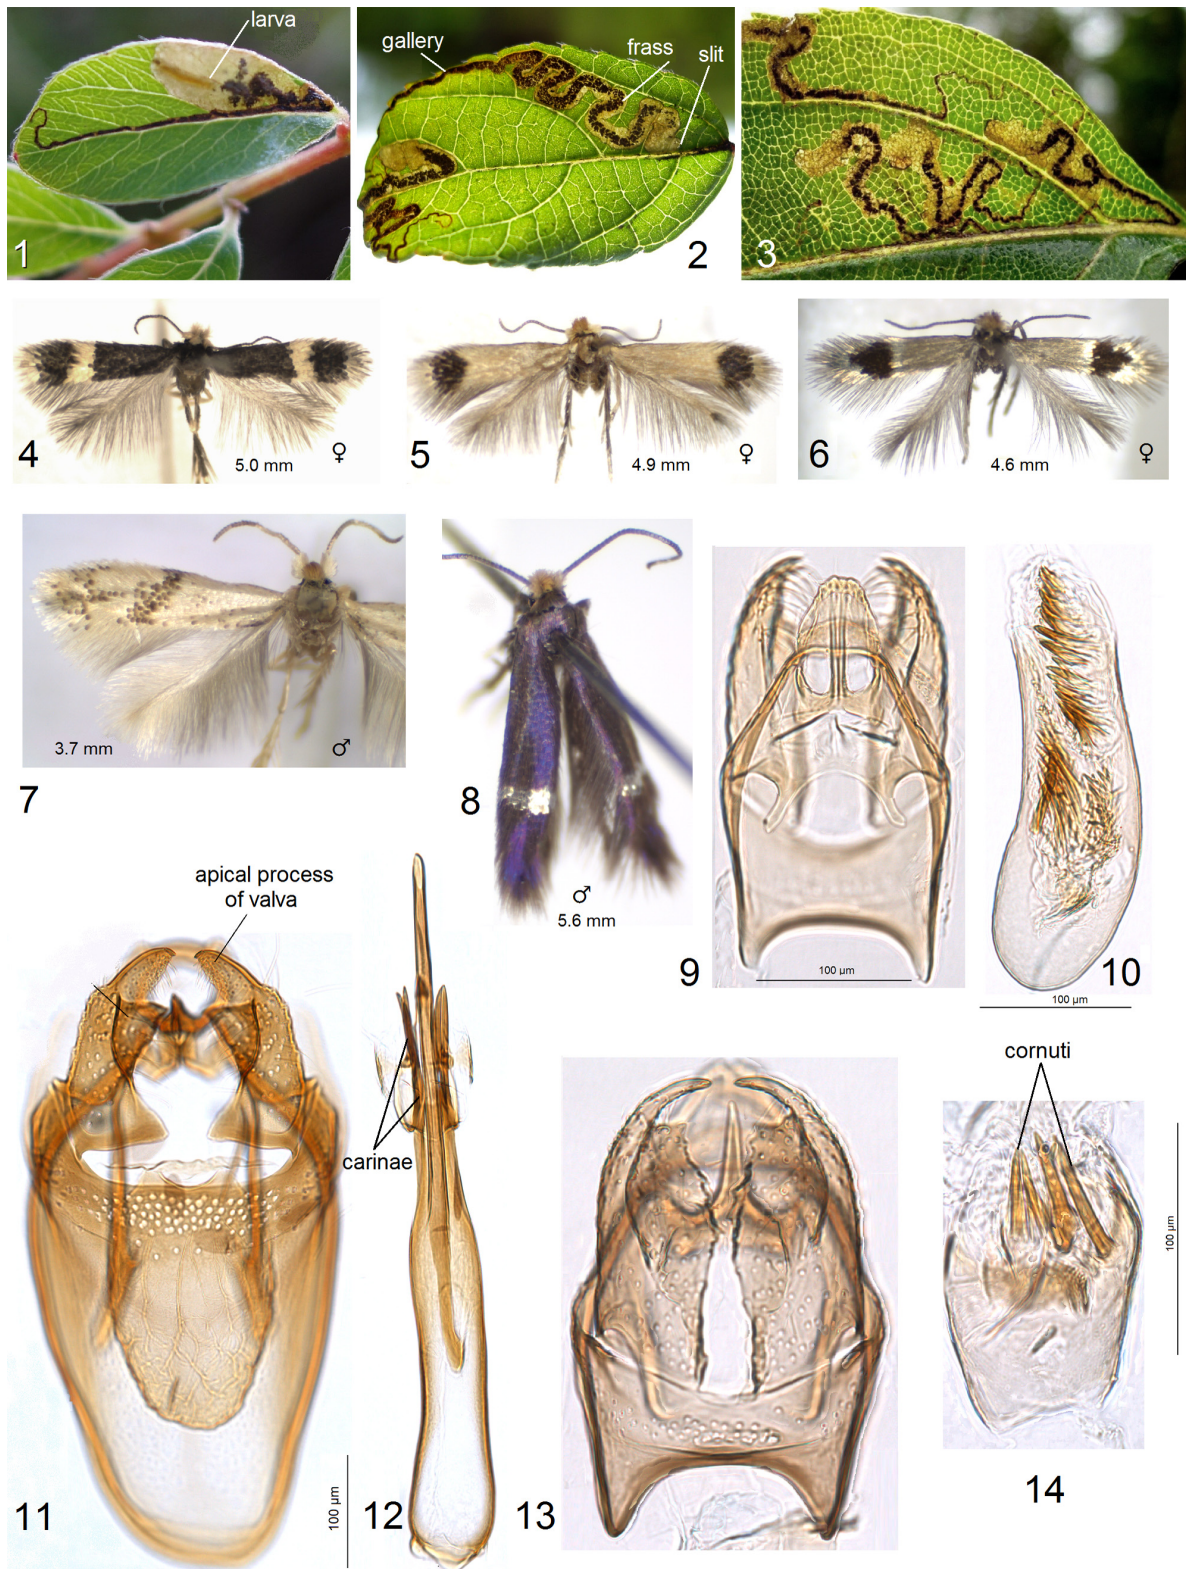 larva
1
gallery
frass
slit
2
3
4
5.0 mm
♀
5
4.9 mm
♀
6
4.6 mm
♀
3.7 mm
♂
7
8
♂
5.6 mm
9
100 µm
10
100 µm
apical process
of valva
11
100 µm
carinae
12
13
cornuti
100 µm
14